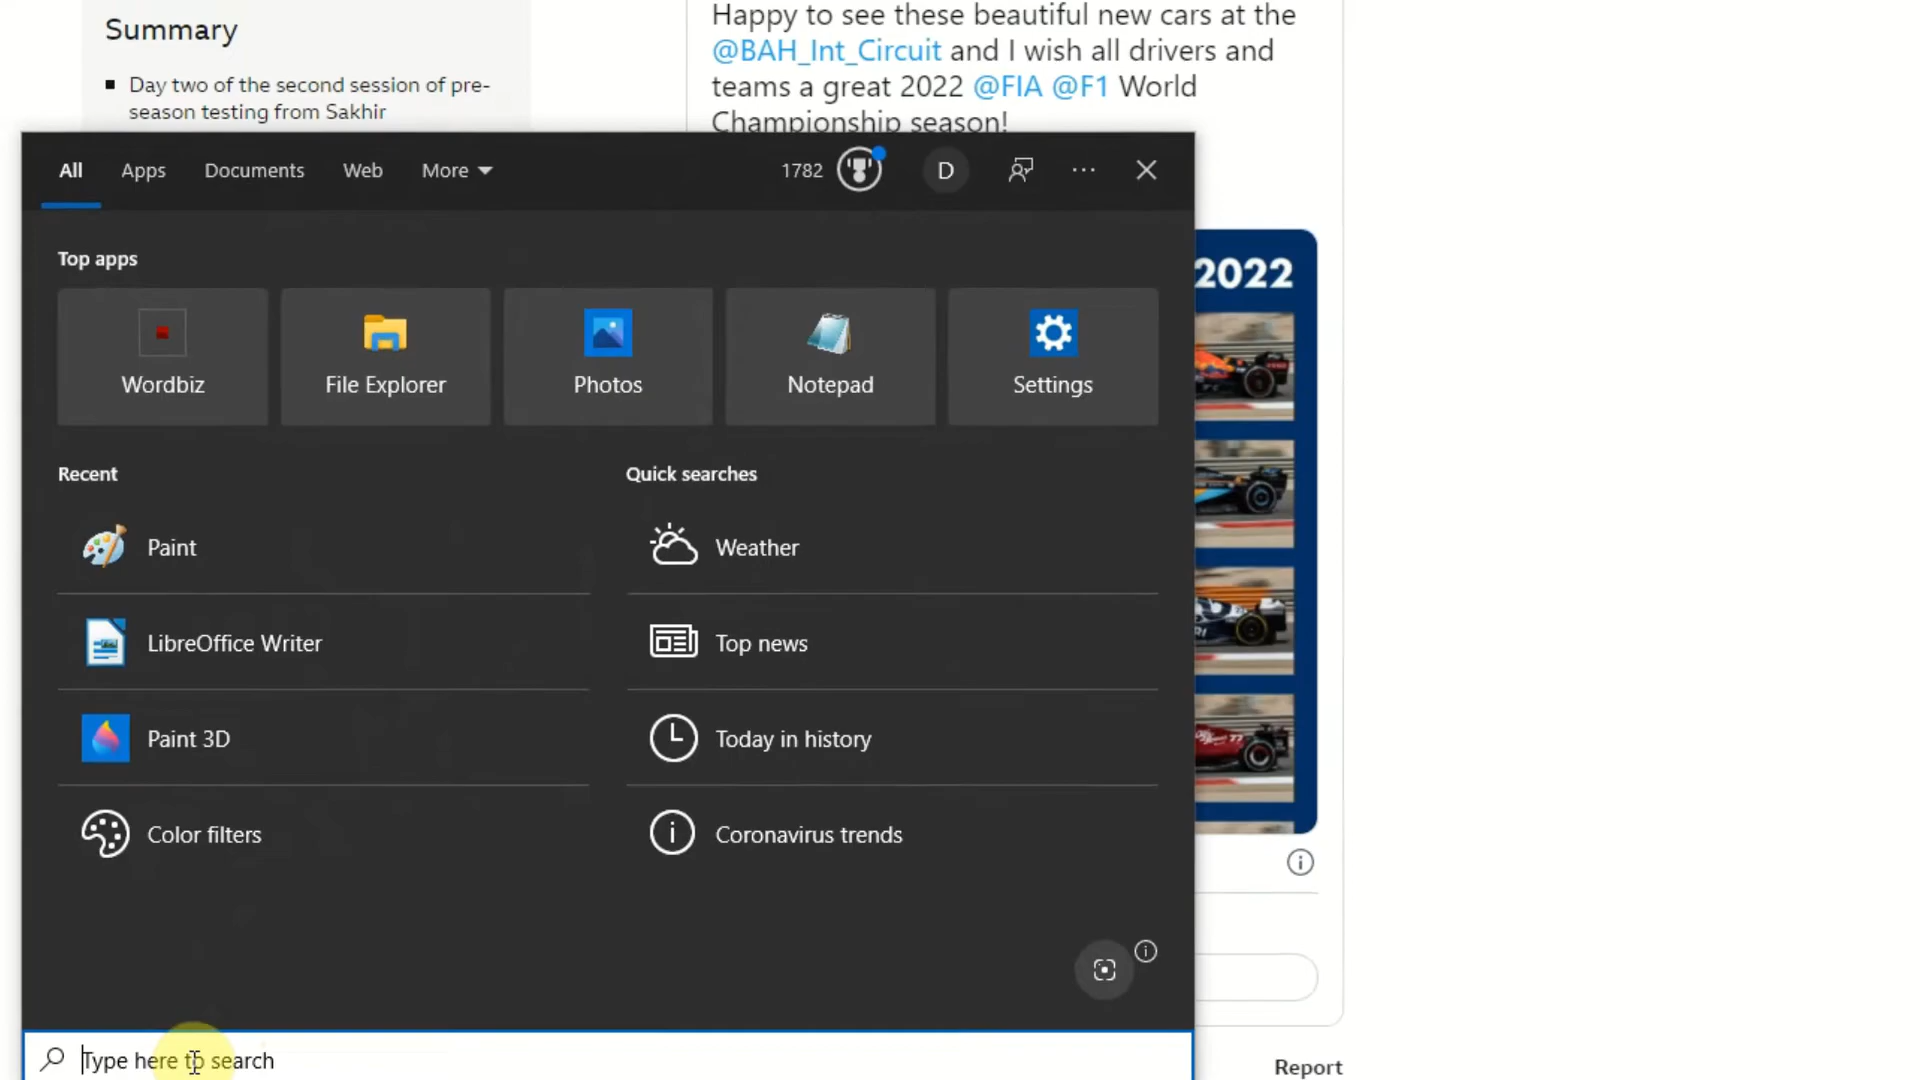 Summary
Day two of the second session of pre-
season testing from Sakhir
Happy to see these beautiful new cars at the
@BAH_Int_Circuit and I wish all drivers and
teams a great 2022 @FIA @F1 World
Championship season!
All
Apps
Documents
Web
More
1782
D
Top apps
Wordbiz
File Explorer
Photos
Notepad
Settings
Recent
Paint
LibreOffice Writer
Paint 3D
Color filters
Quick searches
Weather
Top news
Today in history
Coronavirus trends
Type here to search
2022
Report